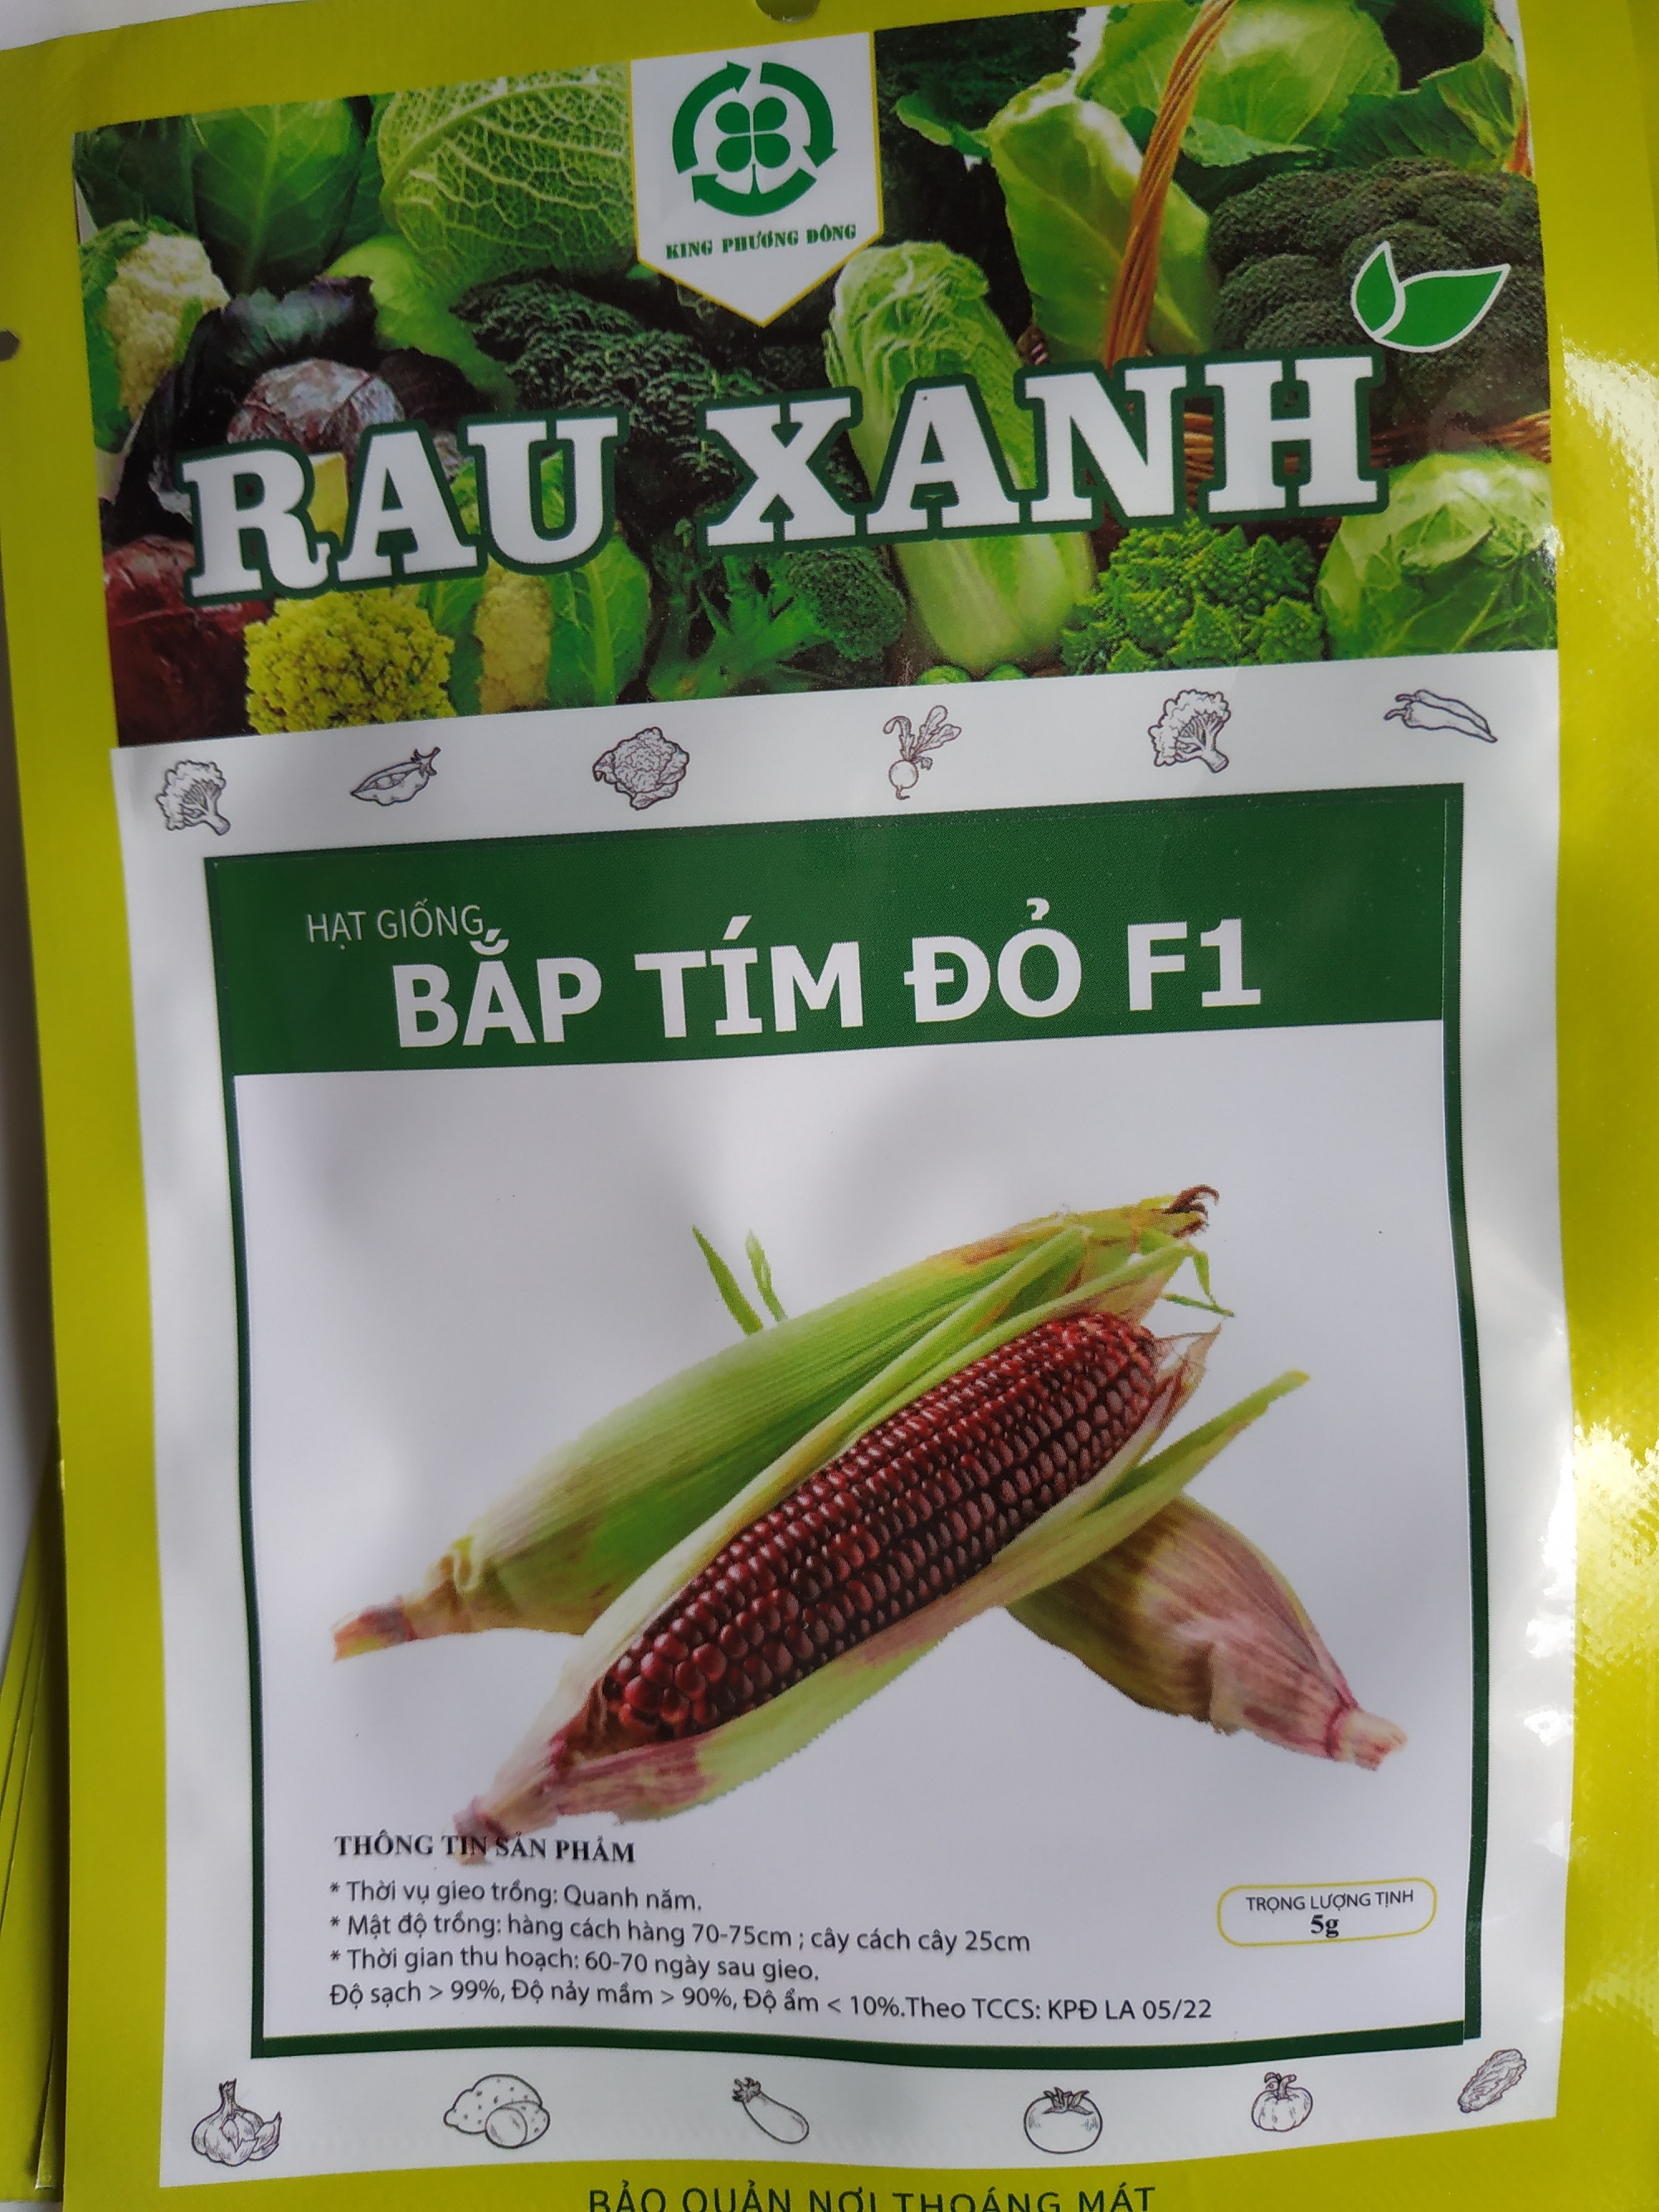 KING PHƯƠNG ĐÔNG
RAU XANH
HẠT GIỐNG
BẮP TÍM ĐỎ F1
THÔNG TIN SẢN PHẨM
* Thời vụ gieo trồng: Quanh năm.
* Mật độ trồng: hàng cách hàng 70-75cm ; cây cách cây 25cm
* Thời gian thu hoạch: 60-70 ngày sau gieo.
Độ sạch > 99%, Độ nảy mầm > 90%, Độ ẩm < 10%.Theo TCCS: KPĐ LA 05/22
TRỌNG LƯỢNG TỊNH
5g
BẢO QUẢN NƠI THOÁNG MÁT